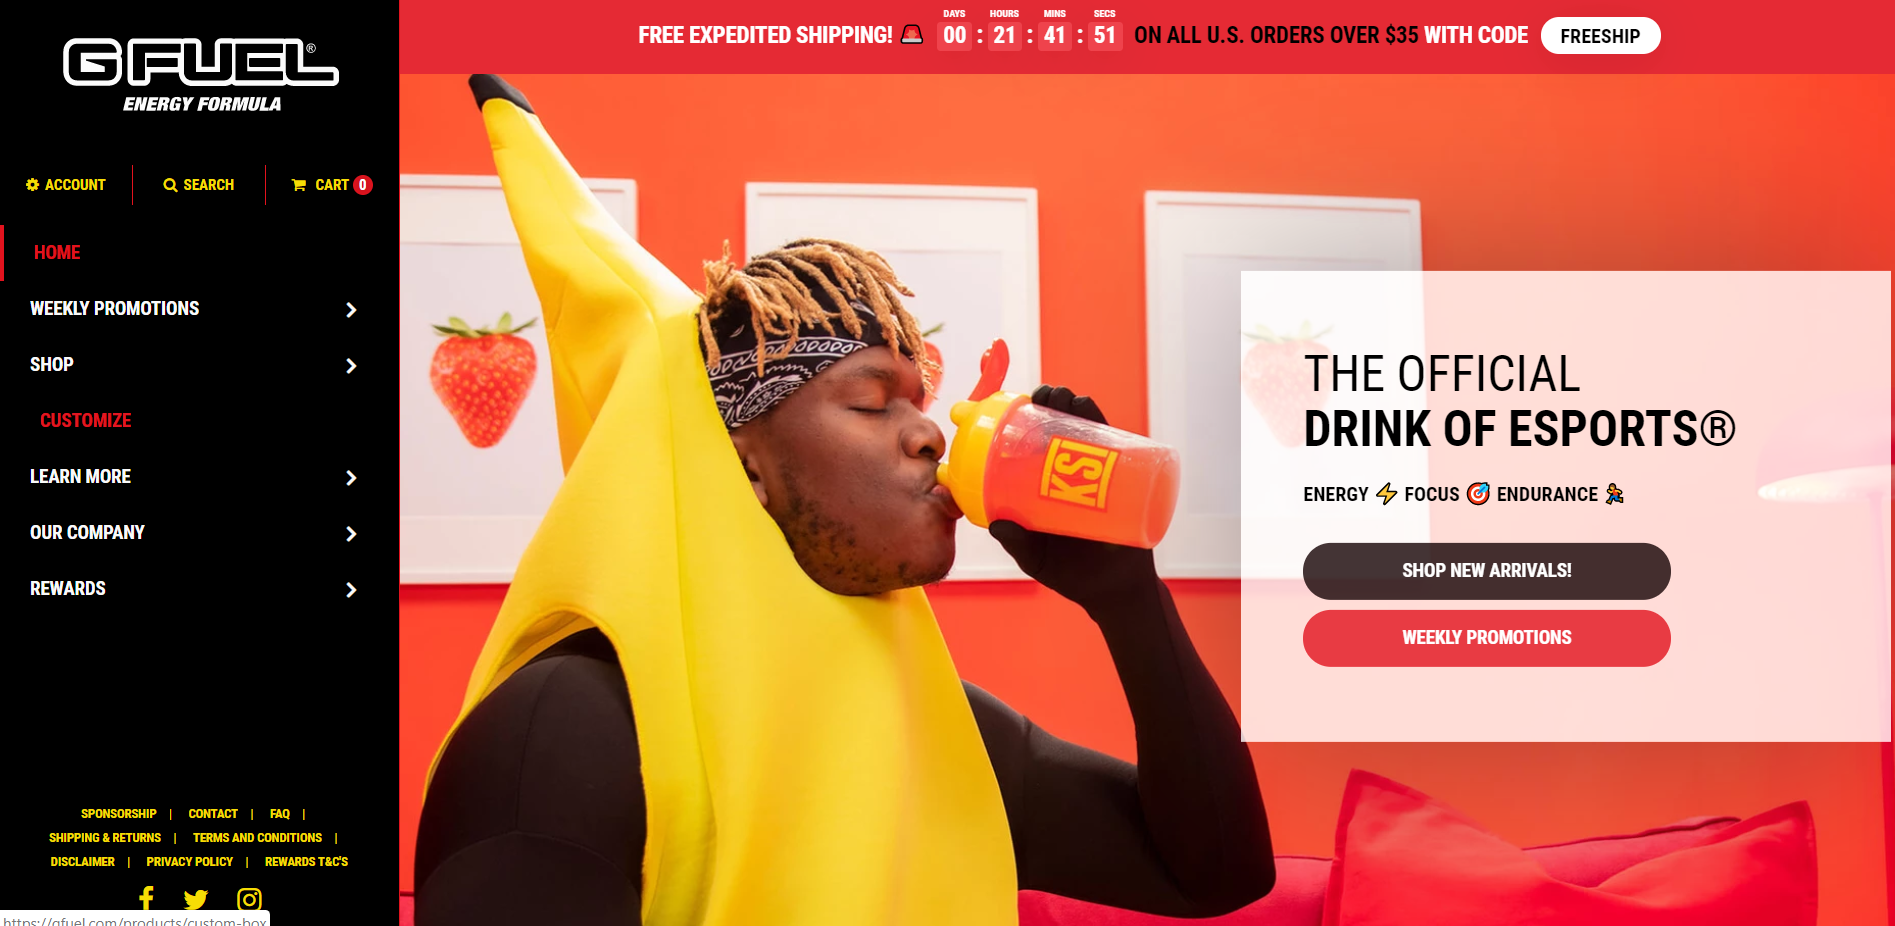 G FUEL®
ENERGY FORMULA
ACCOUNT
SEARCH
CART 0
HOME
WEEKLY PROMOTIONS
SHOP
CUSTOMIZE
LEARN MORE
OUR COMPANY
REWARDS
SPONSORSHIP | CONTACT | FAQ |
SHIPPING & RETURNS | TERMS AND CONDITIONS |
DISCLAIMER | PRIVACY POLICY | REWARDS T&C'S
https://gfuel.com/products/custom-box
DAYS HOURS MINS SECS
FREE EXPEDITED SHIPPING! 🚨 00 : 21 : 41 : 51 ON ALL U.S. ORDERS OVER $35 WITH CODE FREESHIP
KSI
THE OFFICIAL
DRINK OF ESPORTS®
ENERGY ⚡ FOCUS 🎯 ENDURANCE 🏃
SHOP NEW ARRIVALS!
WEEKLY PROMOTIONS